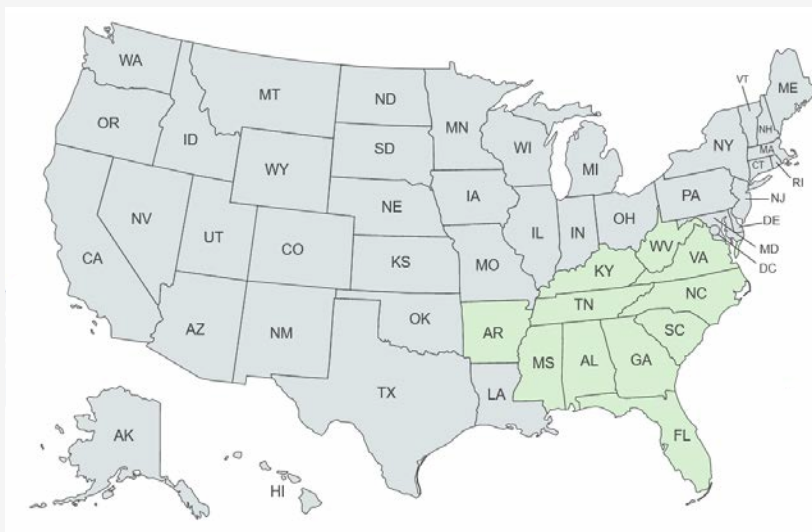 WA
MT
ND
MN
VT
ME
OR
ID
SD
WI
MI
NY
NH
MA
CT
RI
WY
IA
PA
NJ
NV
NE
IL
IN
OH
DE
UT
CO
WV
VA
MD
DC
CA
KS
MO
KY
AZ
NM
OK
AR
TN
NC
SC
MS
AL
GA
TX
LA
AK
HI
FL